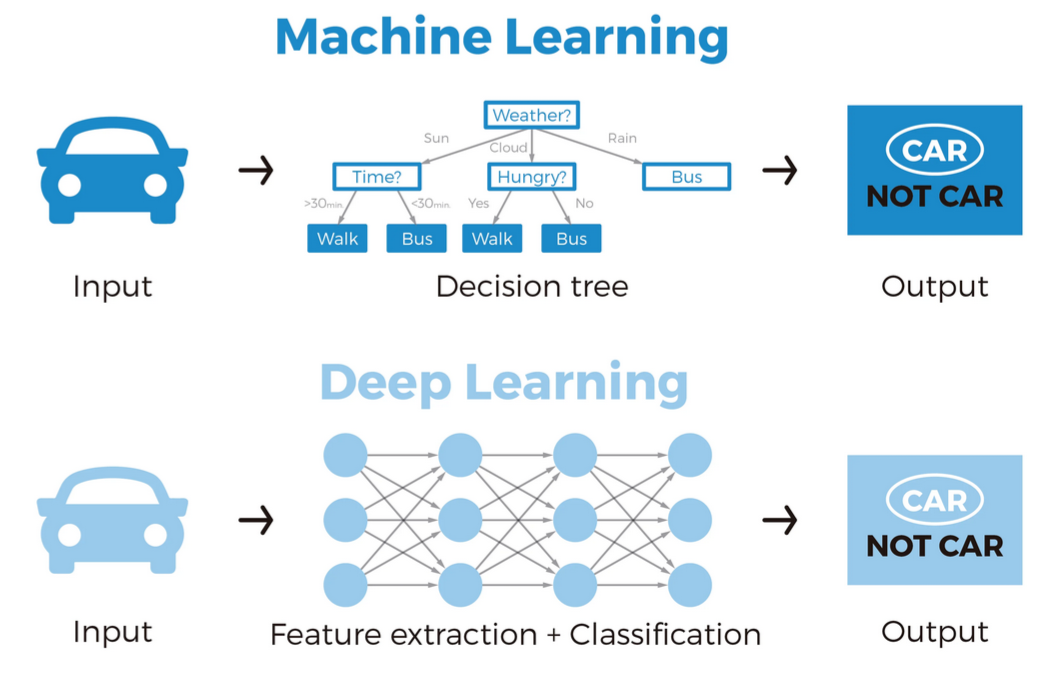 Machine Learning
Weather?
Sun
Cloud
Rain
Time?
Hungry?
Bus
>30min.
<30min.
Yes
No
Walk
Bus
Walk
Bus
CAR
NOT CAR
Input
Decision tree
Output
Deep Learning
CAR
NOT CAR
Input
Feature extraction + Classification
Output